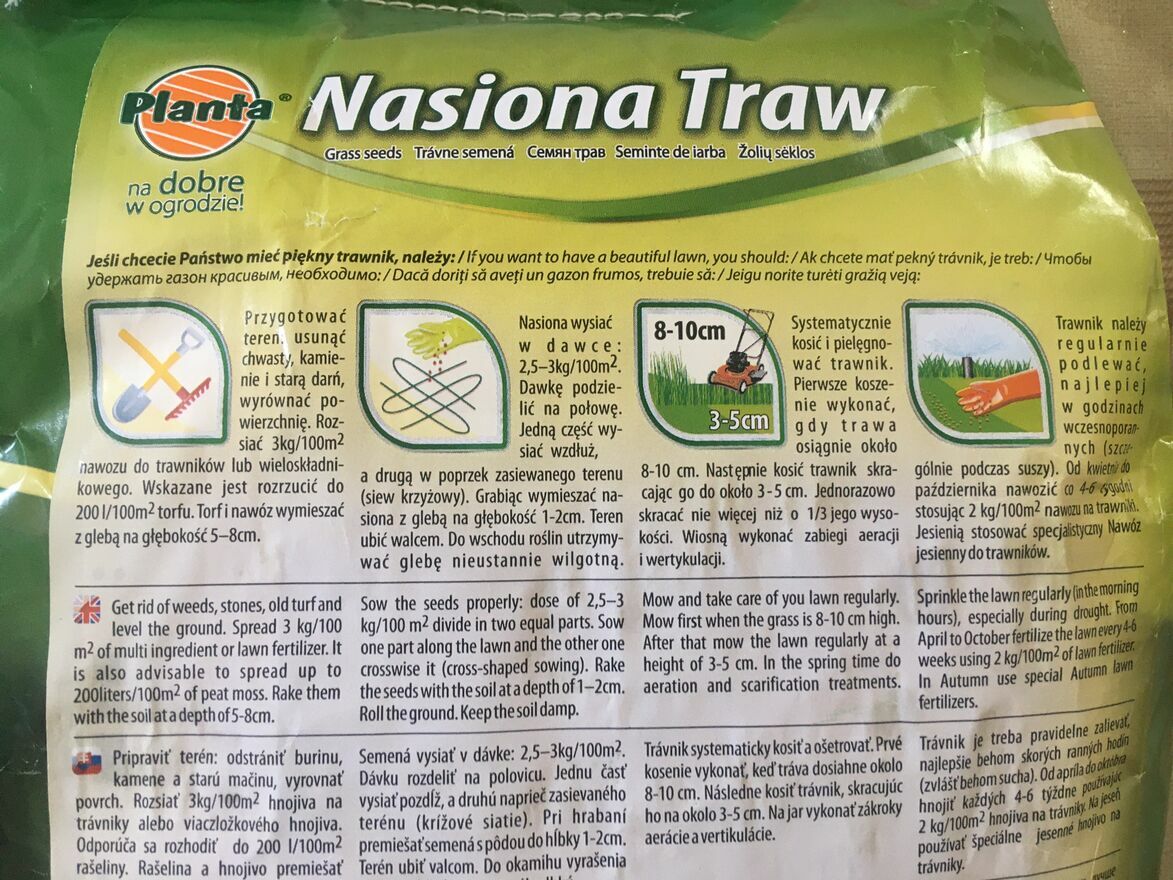 Planta®
Nasiona Traw
Grass seeds Trávne semená Семян трав Seminte de iarba Žolių sėklos
na dobre
w ogrodzie!
Jeśli chcecie Państwo mieć piękny trawnik, należy: / If you want to have a beautiful lawn, you should: / Ak chcete mať pekný trávnik, je treb: / Чтобы
удержать газон красивым, необходимо: / Dacă doriți să aveți un gazon frumos, trebuie să: / Jeigu norite turėti gražią veją:
Przygotować
teren: usunąć
chwasty, kamie-
nie i starą darń,
wyrównać po-
wierzchnię. Roz-
siać 3kg/100m²
nawozu do trawników lub wieloskładni-
kowego. Wskazane jest rozrzucić do
200 l/100m² torfu. Torf i nawóz wymieszać
z glebą na głębokość 5–8cm.
Nasiona wysiać
w dawce:
2,5–3kg/100m².
Dawkę podzie-
lić na połowę.
Jedną część wy-
siać wzdłuż,
a drugą w poprzek zasiewanego terenu
(siew krzyżowy). Grabiąc wymieszać na-
siona z glebą na głębokość 1-2cm. Teren
ubić walcem. Do wschodu roślin utrzymy-
wać glebę nieustannie wilgotną.
8-10cm
3-5cm
Systematycznie
kosić i pielęgno-
wać trawnik.
Pierwsze kosze-
nie wykonać,
gdy trawa
osiągnie około
8-10 cm. Następnie kosić trawnik skra-
cając go do około 3-5 cm. Jednorazowo
skracać nie więcej niż o 1/3 jego wyso-
kości. Wiosną wykonać zabiegi aeracji
i wertykulacji.
Trawnik należy
regularnie
podlewać,
najlepiej
w godzinach
wczesnoporan-
nych (szcze-
gólnie podczas suszy). Od kwietnia do
października nawozić co 4-6 tygodni
stosując 2 kg/100m² nawozu na trawniki.
Jesienią stosować specjalistyczny Nawóz
jesienny do trawników.
Get rid of weeds, stones, old turf and
level the ground. Spread 3 kg/100
m² of multi ingredient or lawn fertilizer. It
is also advisable to spread up to
200liters/100m² of peat moss. Rake them
with the soil at a depth of 5-8cm.
Sow the seeds properly: dose of 2,5–3
kg/100 m² divide in two equal parts. Sow
one part along the lawn and the other one
crosswise it (cross-shaped sowing). Rake
the seeds with the soil at a depth of 1–2cm.
Roll the ground. Keep the soil damp.
Mow and take care of you lawn regularly.
Mow first when the grass is 8-10 cm high.
After that mow the lawn regularly at a
height of 3-5 cm. In the spring time do
aeration and scarification treatments.
Sprinkle the lawn regularly (in the morning
hours), especially during drought. From
April to October fertilize the lawn every 4-6
weeks using 2 kg/100m² of lawn fertilizer.
In Autumn use special Autumn lawn
fertilizers.
Pripraviť terén: odstrániť burinu,
kamene a starú mačinu, vyrovnať
povrch. Rozsiať 3kg/100m² hnojiva na
trávniky alebo viaczložkového hnojiva.
Odporúča sa rozhodiť do 200 l/100m²
rašeliny. Rašelina a hnojivo premiešať
Semená vysiať v dávke: 2,5–3kg/100m².
Dávku rozdeliť na polovicu. Jednu časť
vysiať pozdĺž, a druhú naprieč zasievaného
terénu (krížové siatie). Pri hrabaní
premiešať semená s pôdou do hĺbky 1-2cm.
Terén ubiť valcom. Do okamihu vyrašenia
Trávnik systematicky kosiť a ošetrovať. Prvé
kosenie vykonať, keď tráva dosiahne okolo
8-10 cm. Následne kosiť trávnik, skracujúc
ho na okolo 3-5 cm. Na jar vykonať zákroky
aerácie a vertikulácie.
Trávnik je treba pravidelne zalievať,
najlepšie behom skorých ranných hodín
(zvlášť behom sucha). Od apríla do októbra
hnojiť každých 4-6 týždne používajúc
2 kg/100m² hnojiva na trávniky. Na jeseň
používať špeciálne jesenné hnojivo na
trávniky.